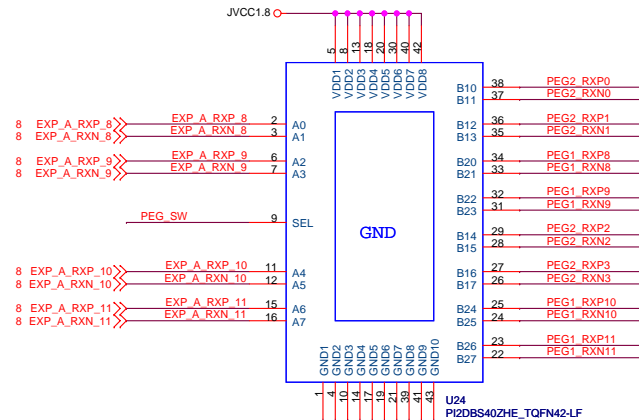 JVCC1.8
5 8 13 18 20 30 40 42
VDD1 VDD2 VDD3 VDD4 VDD5 VDD6 VDD7 VDD8
8 EXP_A_RXP_8 EXP_A_RXP_8 2 A0
8 EXP_A_RXN_8 EXP_A_RXN_8 3 A1
8 EXP_A_RXP_9 EXP_A_RXP_9 6 A2
8 EXP_A_RXN_9 EXP_A_RXN_9 7 A3
PEG_SW 9 SEL
8 EXP_A_RXP_10 EXP_A_RXP_10 11 A4
8 EXP_A_RXN_10 EXP_A_RXN_10 12 A5
8 EXP_A_RXP_11 EXP_A_RXP_11 15 A6
8 EXP_A_RXN_11 EXP_A_RXN_11 16 A7
GND
B10 38 PEG2_RXP0
B11 37 PEG2_RXN0
B12 36 PEG2_RXP1
B13 35 PEG2_RXN1
B20 34 PEG1_RXP8
B21 33 PEG1_RXN8
B22 32 PEG1_RXP9
B23 31 PEG1_RXN9
B14 29 PEG2_RXP2
B15 28 PEG2_RXN2
B16 27 PEG2_RXP3
B17 26 PEG2_RXN3
B24 25 PEG1_RXP10
B25 24 PEG1_RXN10
B26 23 PEG1_RXP11
B27 22 PEG1_RXN11
GND1 GND2 GND3 GND4 GND5 GND6 GND7 GND8 GND9 GND10
1 4 10 14 17 19 21 39 41 43
U24
PI2DBS40ZHE_TQFN42-LF